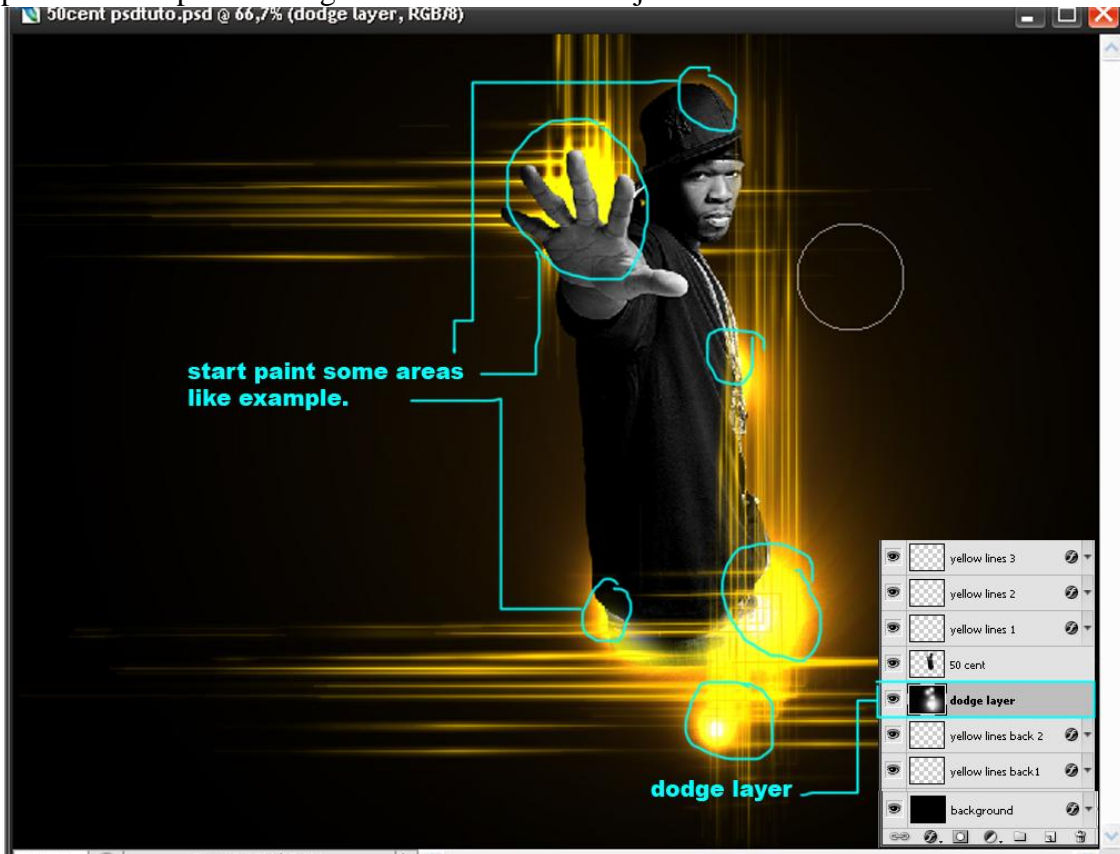 50cent psdtuto.psd @ 66,7% (dodge layer, RGB/8)
start paint some areas
like example.
yellow lines 3
yellow lines 2
yellow lines 1
50 cent
dodge layer
yellow lines back 2
yellow lines back1
background
dodge layer